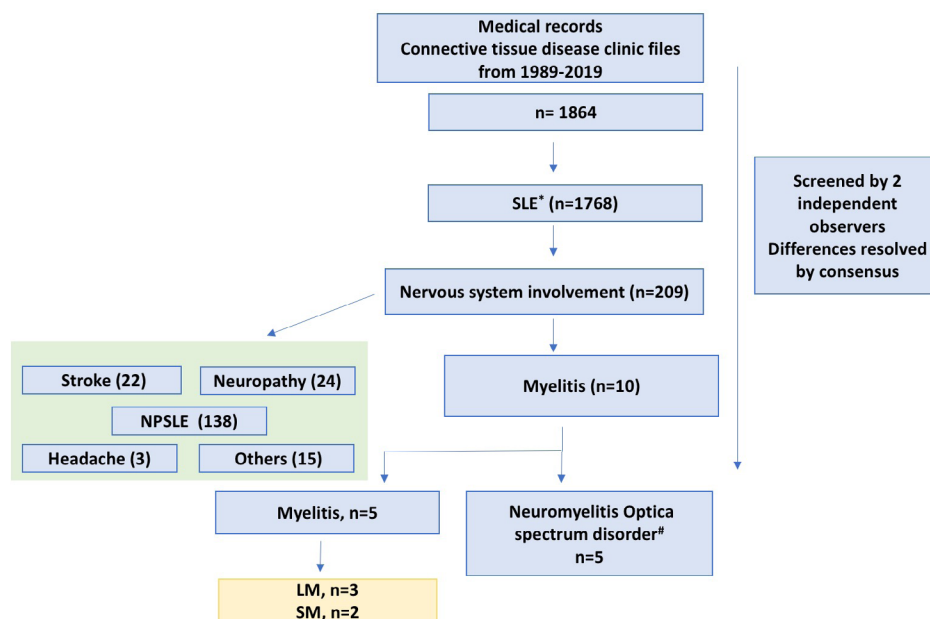 Medical records
Connective tissue disease clinic files
from 1989-2019
n= 1864
SLE* (n=1768)
Screened by 2
independent
observers
Differences resolved
by consensus
Nervous system involvement (n=209)
Stroke (22)
Neuropathy (24)
NPSLE (138)
Headache (3)
Others (15)
Myelitis (n=10)
Myelitis, n=5
Neuromyelitis Optica
spectrum disorder#
n=5
LM, n=3
SM, n=2